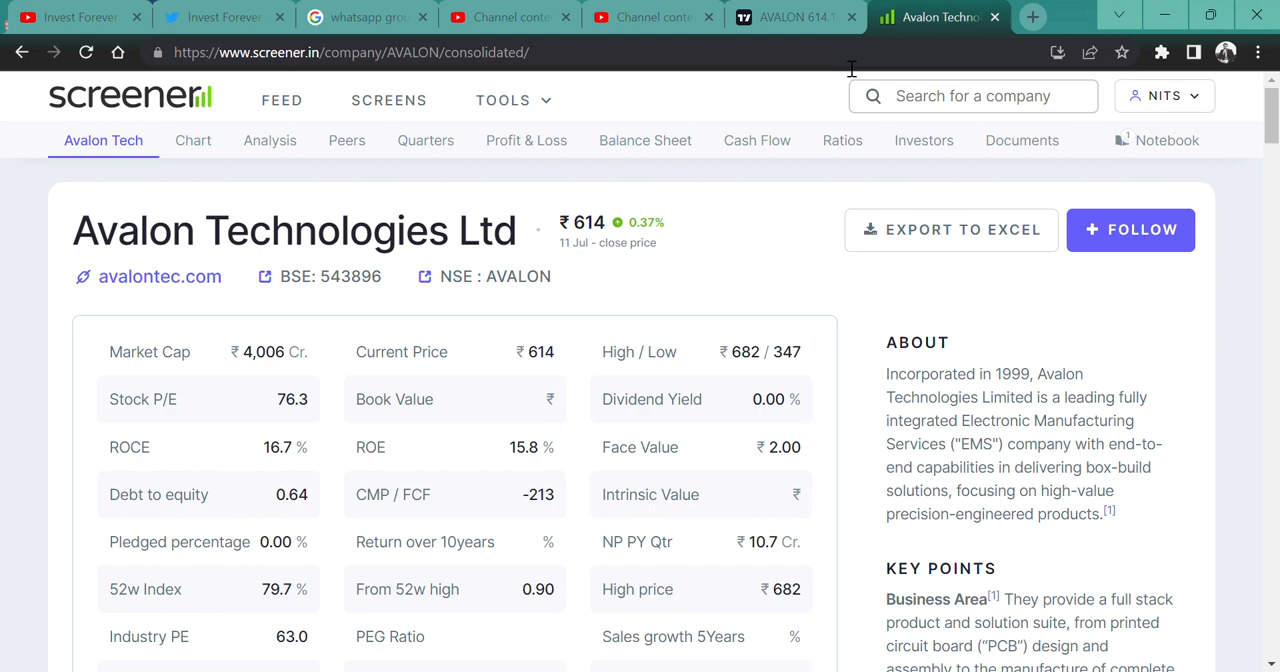 Invest Forever
Invest Forever
whatsapp grou
Channel conte
Channel conte
AVALON 614.1
Avalon Techno
https://www.screener.in/company/AVALON/consolidated/
screener
FEED
SCREENS
TOOLS
Search for a company
NITS
Avalon Tech
Chart
Analysis
Peers
Quarters
Profit & Loss
Balance Sheet
Cash Flow
Ratios
Investors
Documents
1
Notebook
Avalon Technologies Ltd
₹ 614
0.37%
11 Jul - close price
EXPORT TO EXCEL
+ FOLLOW
avalontec.com
BSE: 543896
NSE : AVALON
Market Cap ₹ 4,006 Cr.
Current Price ₹ 614
High / Low ₹ 682 / 347
Stock P/E 76.3
Book Value ₹
Dividend Yield 0.00 %
ROCE 16.7 %
ROE 15.8 %
Face Value ₹ 2.00
Debt to equity 0.64
CMP / FCF -213
Intrinsic Value ₹
Pledged percentage 0.00 %
Return over 10years %
NP PY Qtr ₹ 10.7 Cr.
52w Index 79.7 %
From 52w high 0.90
High price ₹ 682
Industry PE 63.0
PEG Ratio
Sales growth 5Years %
ABOUT
Incorporated in 1999, Avalon
Technologies Limited is a leading fully
integrated Electronic Manufacturing
Services ("EMS") company with end-to-
end capabilities in delivering box-build
solutions, focusing on high-value
precision-engineered products.[1]
KEY POINTS
Business Area[1] They provide a full stack
product and solution suite, from printed
circuit board ("PCB") design and
assembly to the manufacture of complete